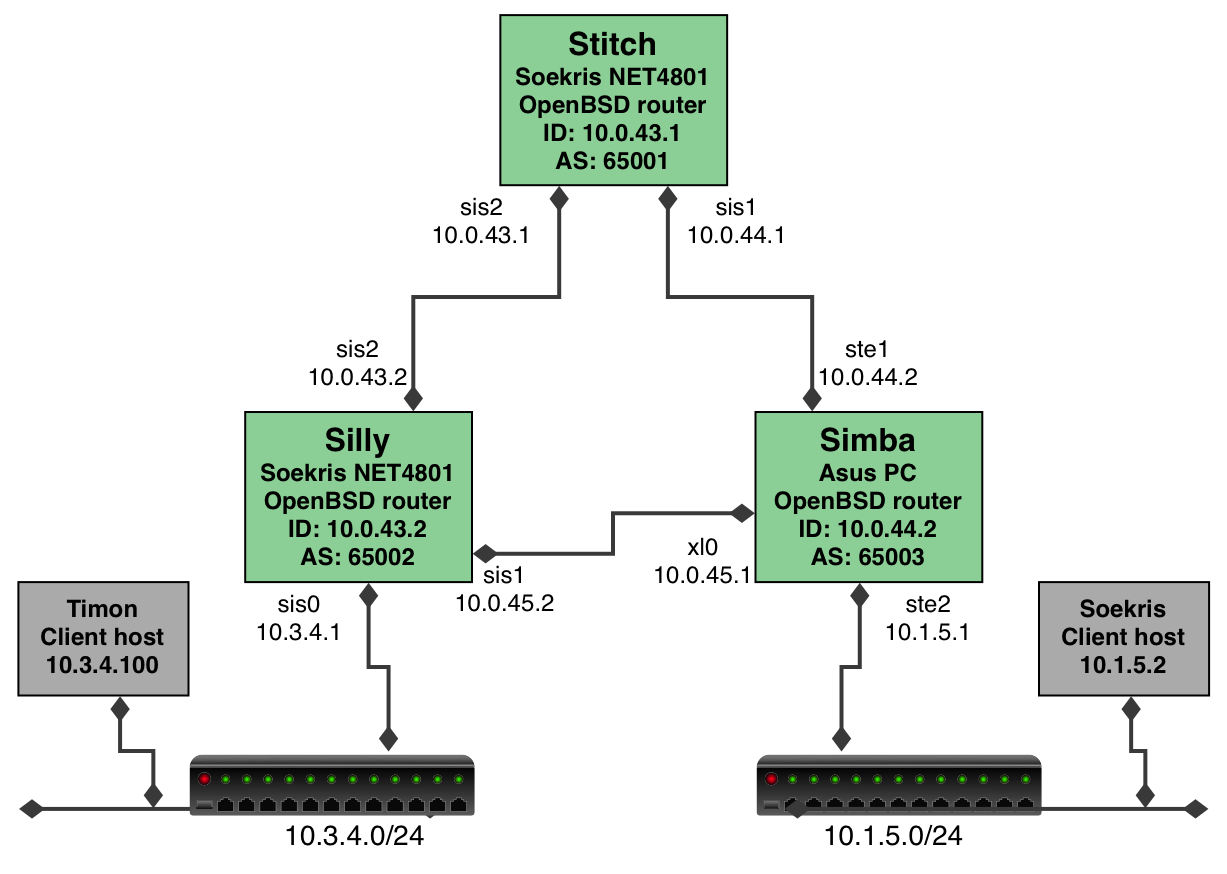 Stitch
Soekris NET4801
OpenBSD router
ID: 10.0.43.1
AS: 65001
sis2
10.0.43.1
sis1
10.0.44.1
sis2
10.0.43.2
ste1
10.0.44.2
Silly
Soekris NET4801
OpenBSD router
ID: 10.0.43.2
AS: 65002
Simba
Asus PC
OpenBSD router
ID: 10.0.44.2
AS: 65003
sis1
10.0.45.2
xl0
10.0.45.1
sis0
10.3.4.1
ste2
10.1.5.1
Timon
Client host
10.3.4.100
Soekris
Client host
10.1.5.2
10.3.4.0/24
10.1.5.0/24